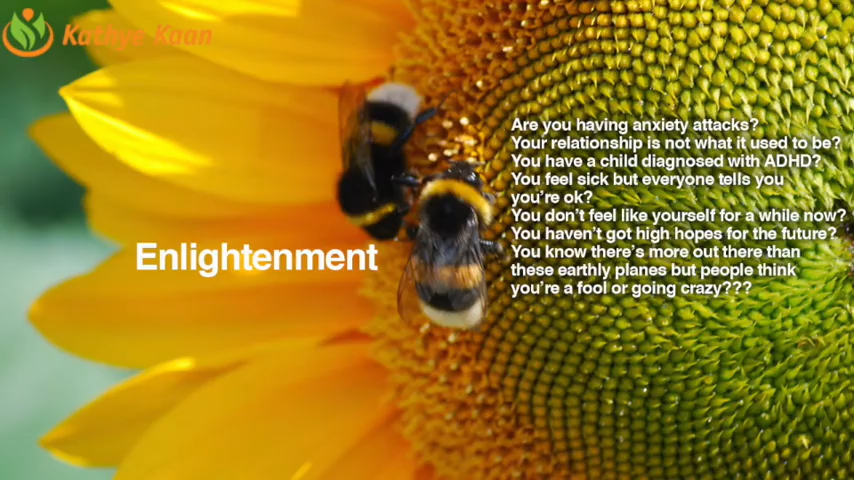 Kathye Kaan
Are you having anxiety attacks?
Your relationship is not what it used to be?
You have a child diagnosed with ADHD?
You feel sick but everyone tells you
you're ok?
You don't feel like yourself for a while now?
You haven't got high hopes for the future?
You know there's more out there than
these earthly planes but people think
you're a fool or going crazy???
Enlightenment